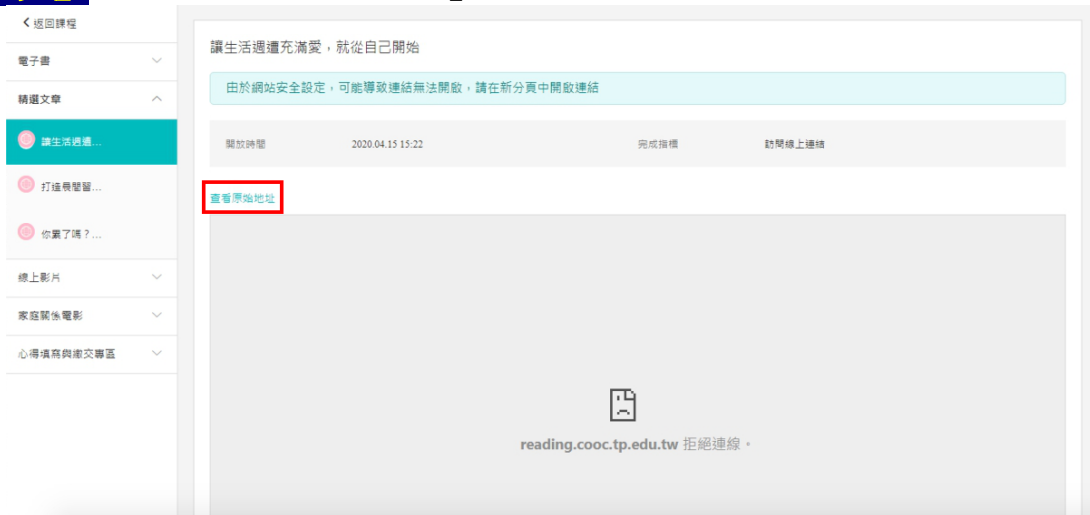 返回課程
電子書
精選文章
讓生活週遭...
打造優質習...
你累了嗎？...
線上影片
家庭關係電影
心得填寫與繳交專區
讓生活週遭充滿愛，就從自己開始
由於網站安全設定，可能導致連結無法開啟，請在新分頁中開啟連結
開放時間 2020.04.15 15:22 完成指標 訪問線上連結
查看原始地址
reading.cooc.tp.edu.tw 拒絕連線。